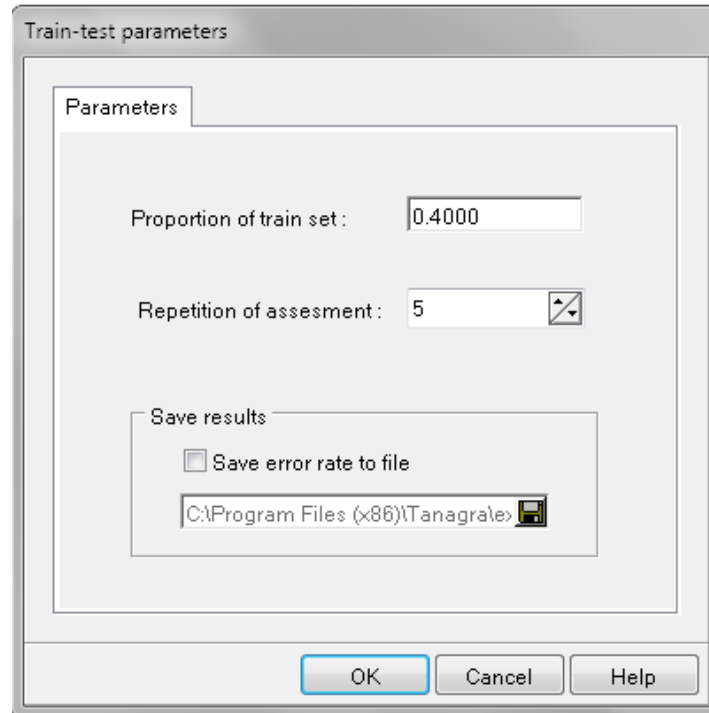 Train-test parameters
Parameters
Proportion of train set : 0.4000
Repetition of assesment : 5
Save results
Save error rate to file
C:\Program Files (x86)\Tanagra\e
OK Cancel Help